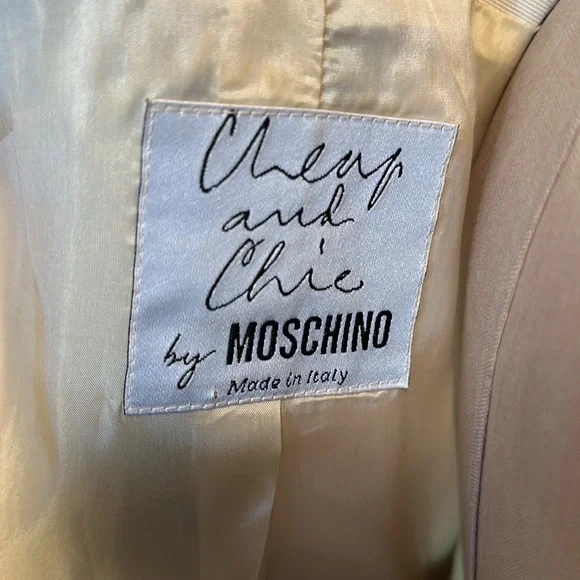 Cheap
and
Chic
by MOSCHINO
Made in Italy